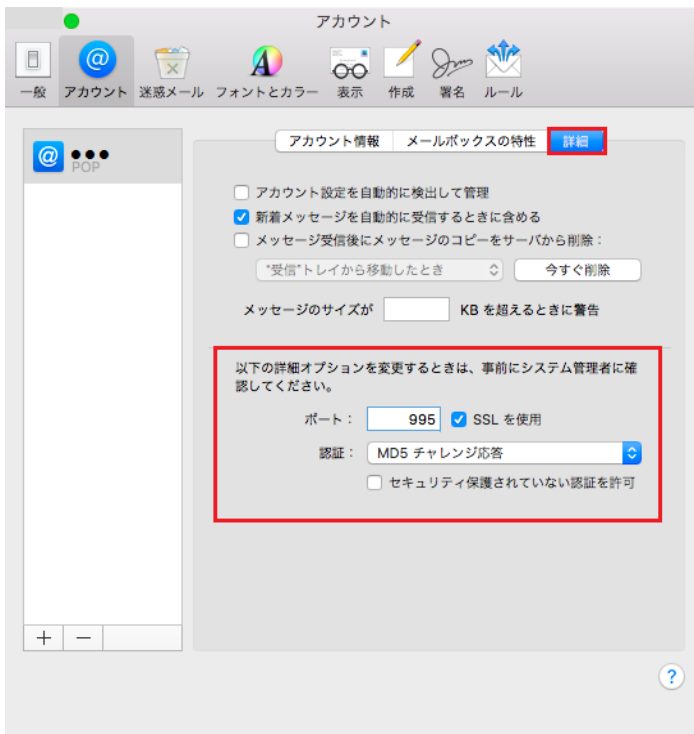 アカウント
一般 アカウント 迷惑メール フォントとカラー 表示 作成 署名 ルール
アカウント情報 メールボックスの特性 詳細
●●●
POP
アカウント設定を自動的に検出して管理
新着メッセージを自動的に受信するときに含める
メッセージ受信後にメッセージのコピーをサーバから削除：
"受信"トレイから移動したとき 今すぐ削除
メッセージのサイズが KB を超えるときに警告
以下の詳細オプションを変更するときは、事前にシステム管理者に確
認してください。
ポート： 995 SSL を使用
認証： MD5 チャレンジ応答
セキュリティ保護されていない認証を許可
+ −
?